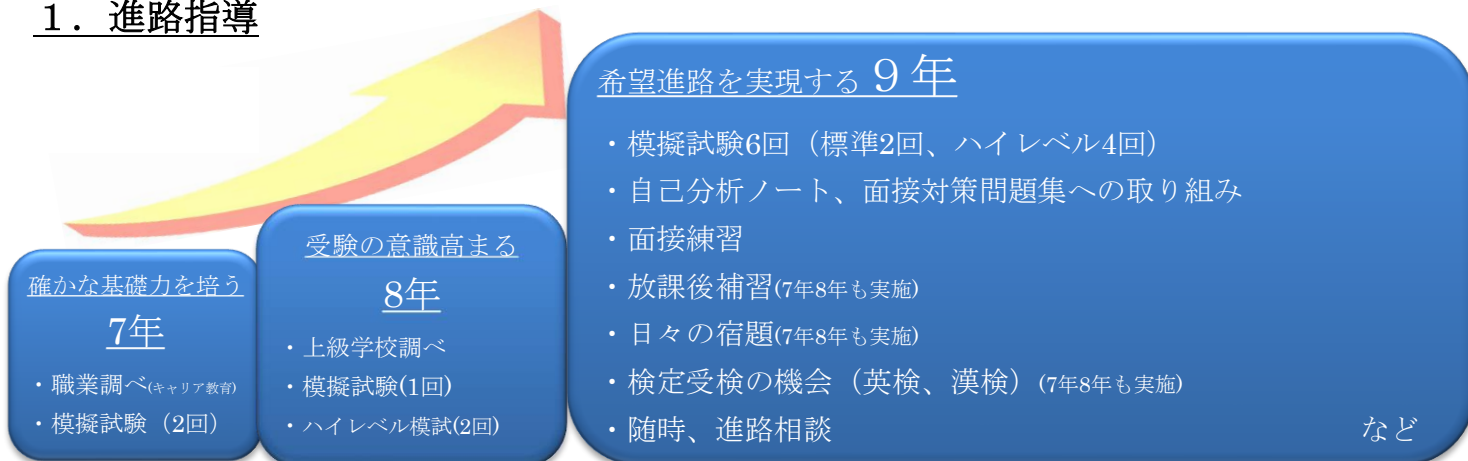 １．進路指導
確かな基礎力を培う
7年
・職業調べ(キャリア教育)
・模擬試験（2回）
受験の意識高まる
8年
・上級学校調べ
・模擬試験(1回)
・ハイレベル模試(2回)
希望進路を実現する９年
・模擬試験6回（標準2回、ハイレベル4回）
・自己分析ノート、面接対策問題集への取り組み
・面接練習
・放課後補習(7年8年も実施)
・日々の宿題(7年8年も実施)
・検定受検の機会（英検、漢検）(7年8年も実施)
・随時、進路相談 など